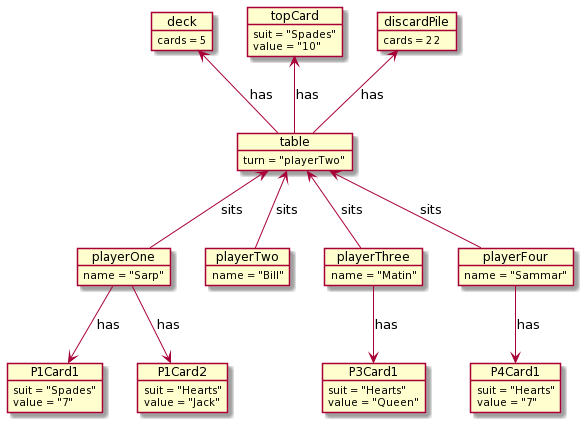 deck
cards = 5
topCard
suit = "Spades"
value = "10"
discardPile
cards = 22
has
has
has
table
turn = "playerTwo"
sits
sits
sits
sits
playerOne
name = "Sarp"
playerTwo
name = "Bill"
playerThree
name = "Matin"
playerFour
name = "Sammar"
has
has
has
has
P1Card1
suit = "Spades"
value = "7"
P1Card2
suit = "Hearts"
value = "Jack"
P3Card1
suit = "Hearts"
value = "Queen"
P4Card1
suit = "Hearts"
value = "7"